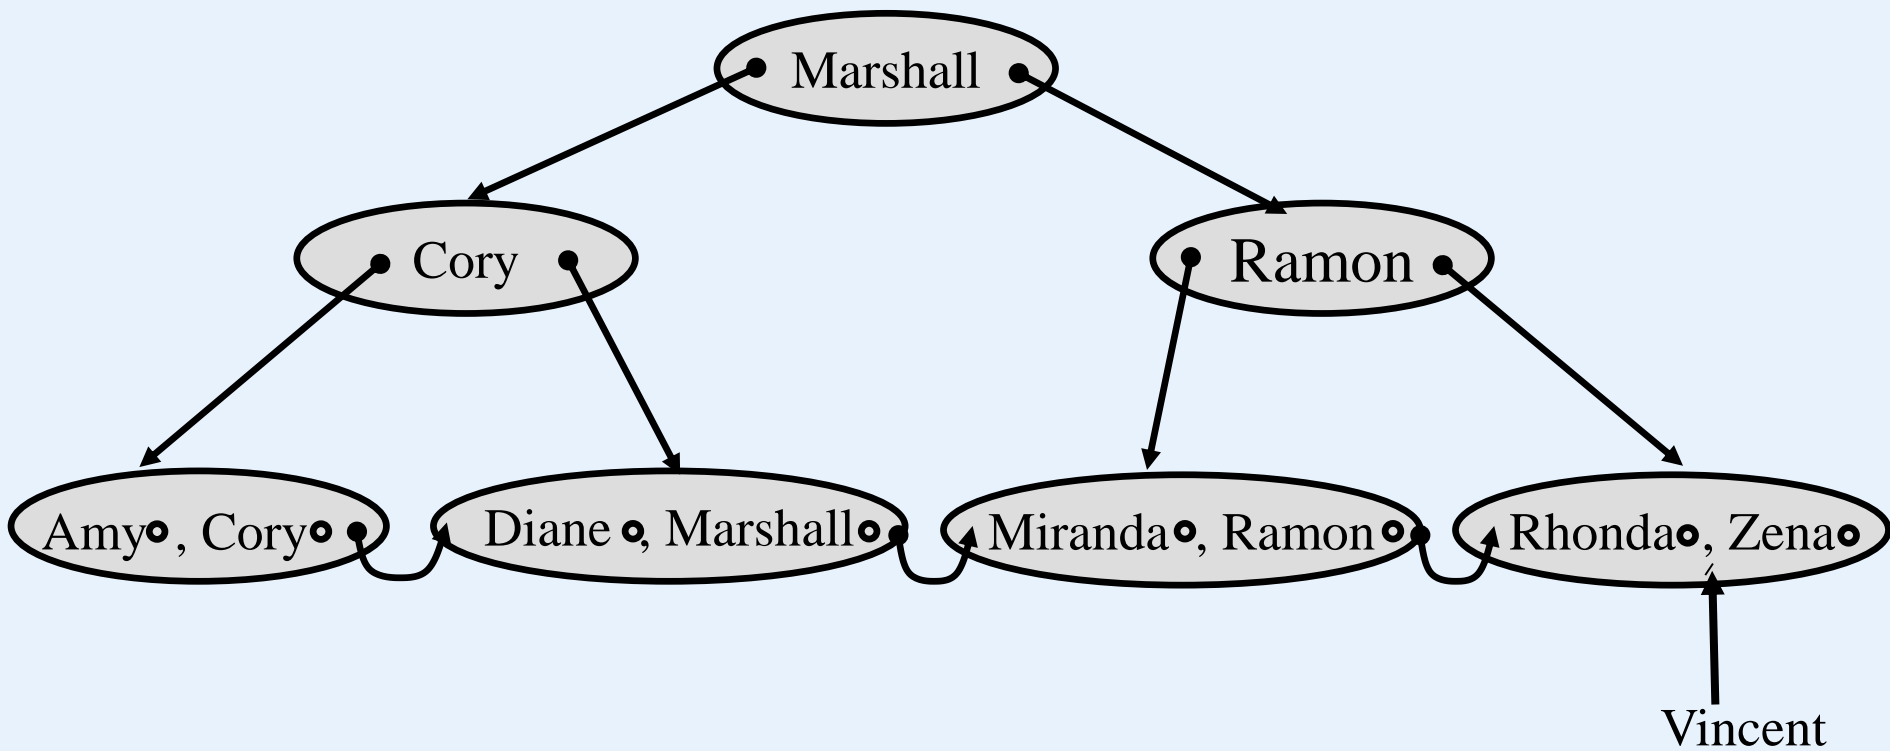 Marshall
Cory
Ramon
Amy, Cory
Diane, Marshall
Miranda, Ramon
Rhonda, Zena
Vincent